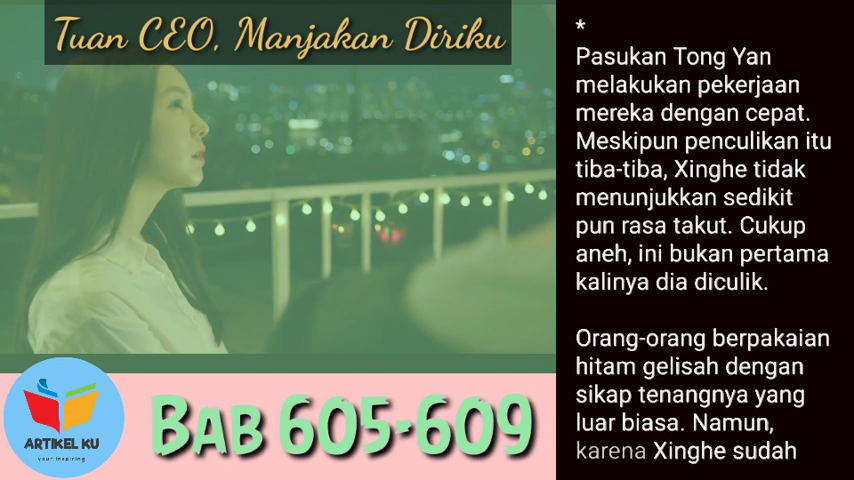 Tuan CEO, Manjakan Diriku
ARTIKEL KU
your inspiring
BAB 605-609
*
Pasukan Tong Yan
melakukan pekerjaan
mereka dengan cepat.
Meskipun penculikan itu
tiba-tiba, Xinghe tidak
menunjukkan sedikit
pun rasa takut. Cukup
aneh, ini bukan pertama
kalinya dia diculik.
Orang-orang berpakaian
hitam gelisah dengan
sikap tenangnya yang
luar biasa. Namun,
karena Xinghe sudah